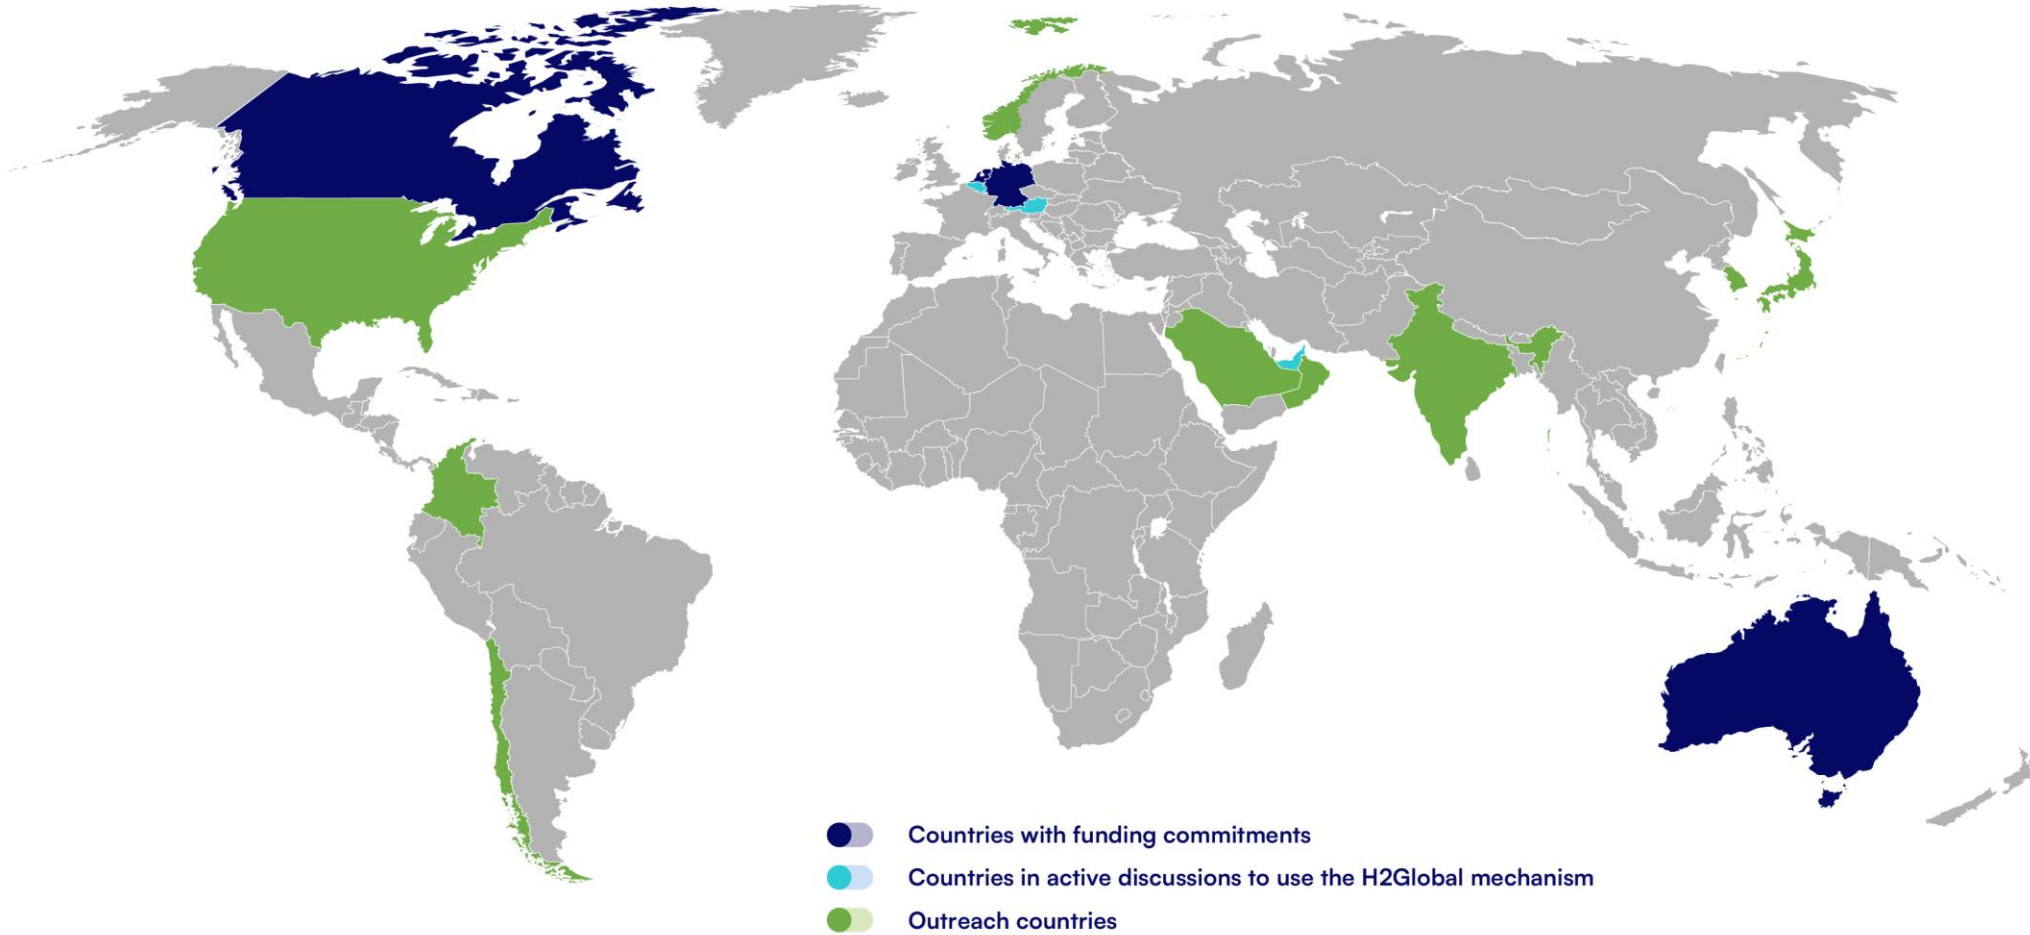 Countries with funding commitments
Countries in active discussions to use the H2Global mechanism
Outreach countries